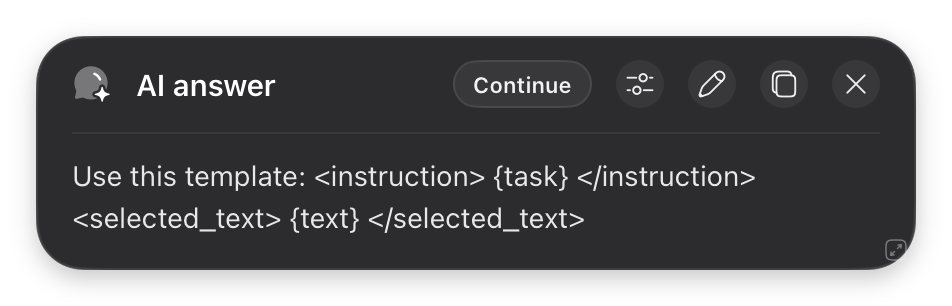 AI answer
Continue
Use this template: <instruction> {task} </instruction>
<selected_text> {text} </selected_text>